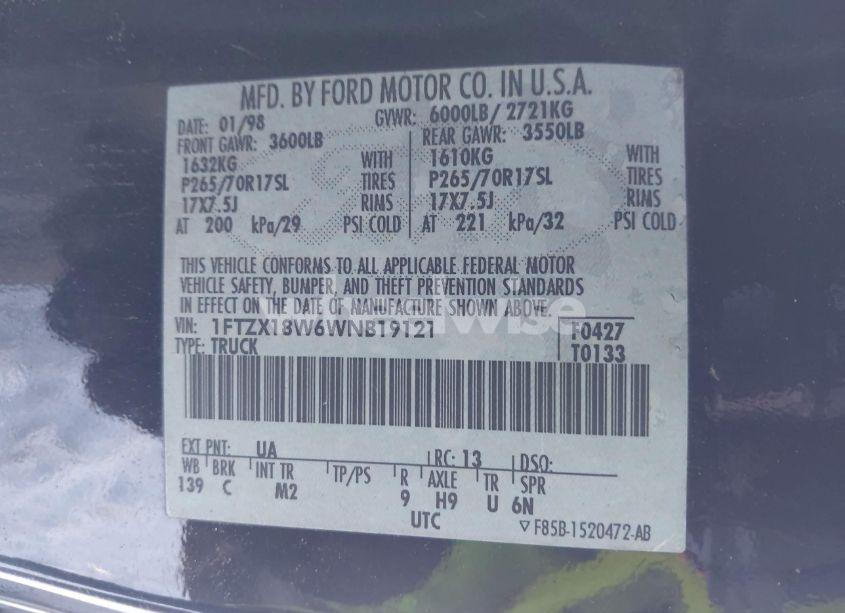 MFD. BY FORD MOTOR CO. IN U.S.A.
DATE: 01/98 GVWR: 6000LB/ 2721KG
FRONT GAWR: 3600LB REAR GAWR: 3550LB
1632KG WITH 1610KG WITH
P265/70R17SL TIRES P265/70R17SL TIRES
17X7.5J RIMS 17X7.5J RIMS
AT 200 kPa/29 PSI COLD AT 221 kPa/32 PSI COLD
THIS VEHICLE CONFORMS TO ALL APPLICABLE FEDERAL MOTOR
VEHICLE SAFETY, BUMPER, AND THEFT PREVENTION STANDARDS
IN EFFECT ON THE DATE OF MANUFACTURE SHOWN ABOVE.
VIN: 1FTZX18W6WNB19121 F0427
TYPE: TRUCK T0133
EXT PNT: UA RC: 13 DSO:
WB BRK INT TR TP/PS R AXLE TR SPR
139 C M2 9 H9 U 6N
UTC ▽ F85B-1520472-AB